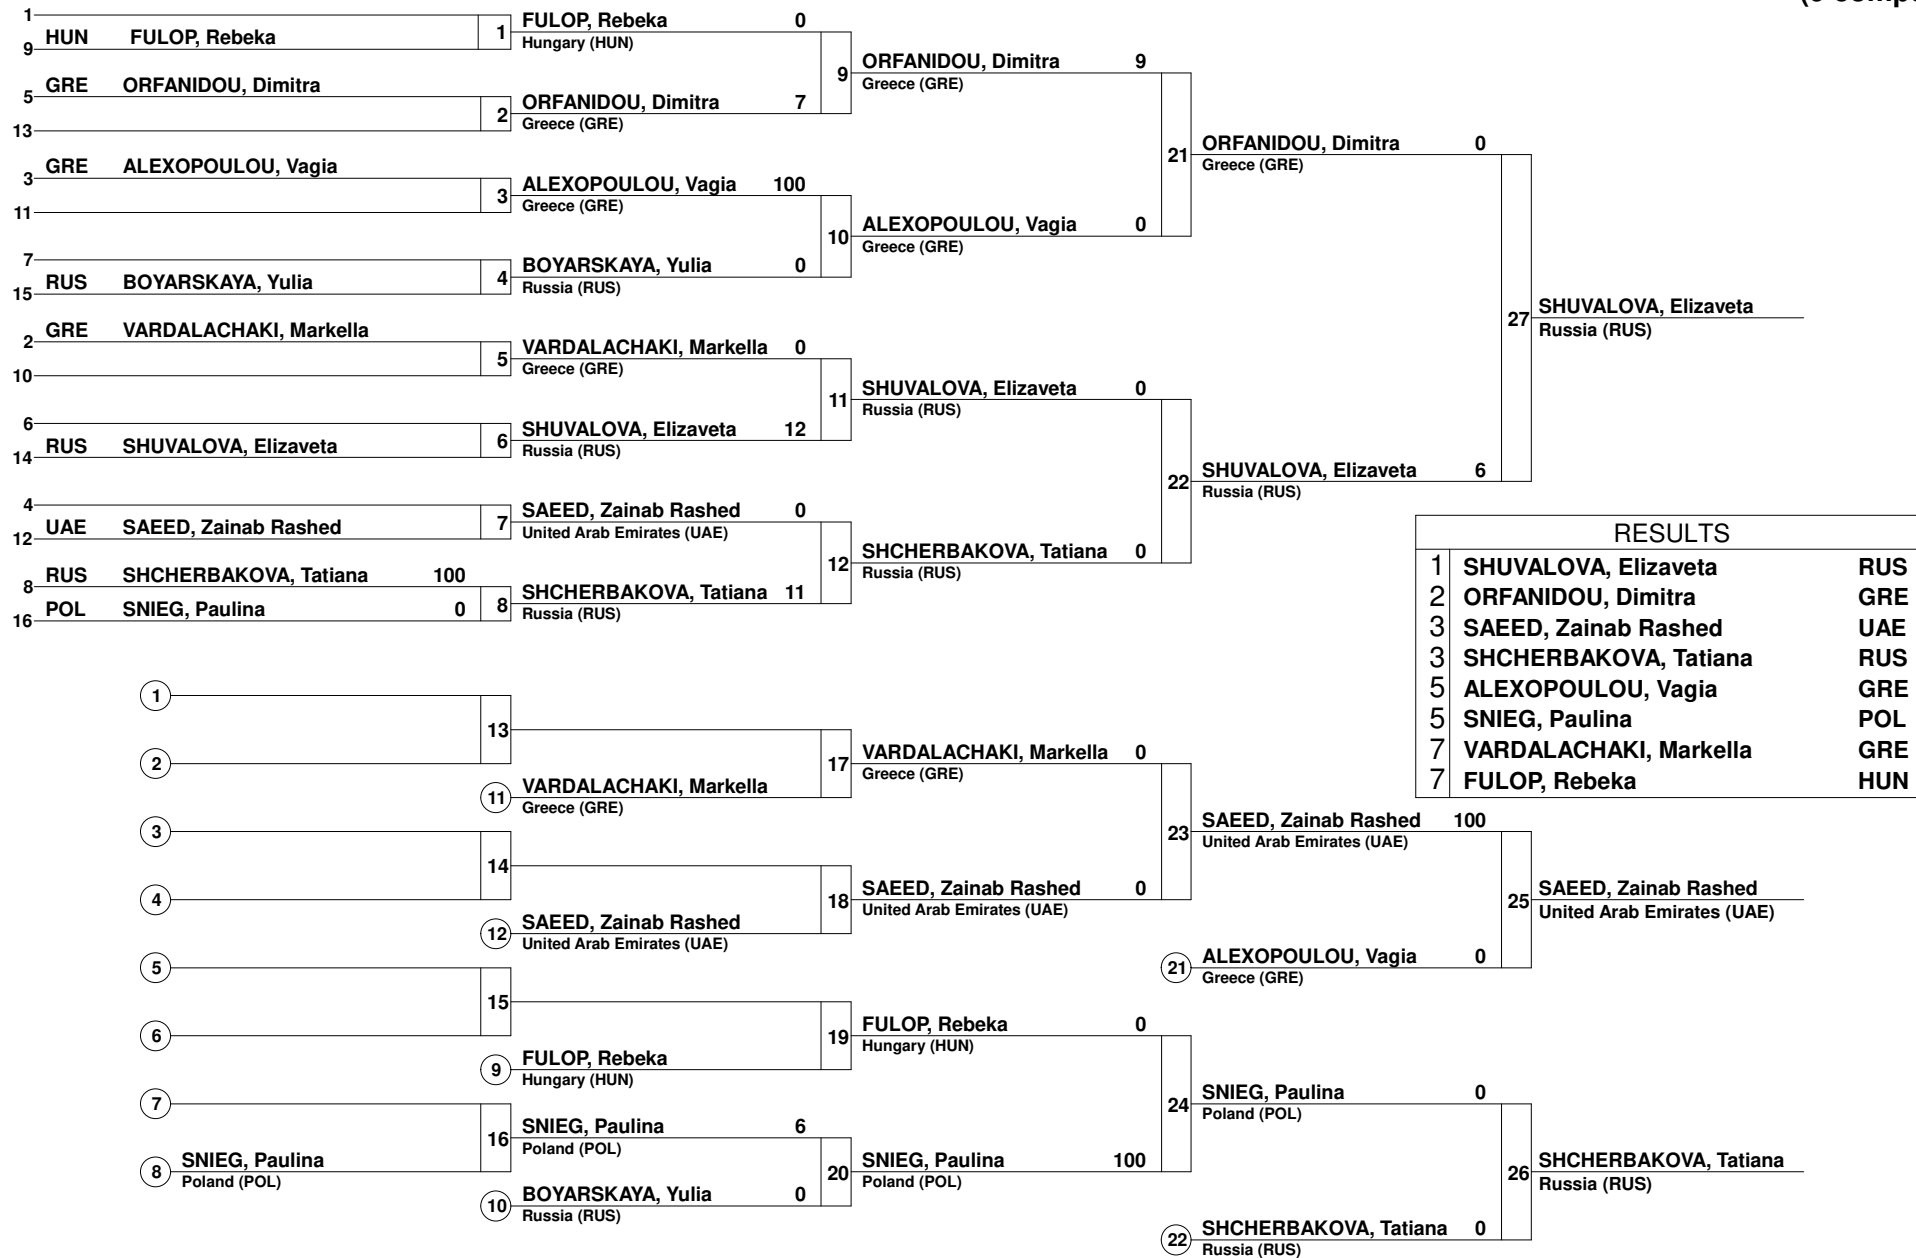 (9 comp
1
HUN FULOP, Rebeka
9
1
FULOP, Rebeka 0
Hungary (HUN)
GRE ORFANIDOU, Dimitra
5
13
2
ORFANIDOU, Dimitra 7
Greece (GRE)
9
ORFANIDOU, Dimitra 9
Greece (GRE)
GRE ALEXOPOULOU, Vagia
3
11
3
ALEXOPOULOU, Vagia 100
Greece (GRE)
7
RUS BOYARSKAYA, Yulia
15
4
BOYARSKAYA, Yulia 0
Russia (RUS)
10
ALEXOPOULOU, Vagia 0
Greece (GRE)
21
ORFANIDOU, Dimitra 0
Greece (GRE)
GRE VARDALACHAKI, Markella
2
10
5
VARDALACHAKI, Markella 0
Greece (GRE)
6
RUS SHUVALOVA, Elizaveta
14
6
SHUVALOVA, Elizaveta 12
Russia (RUS)
11
SHUVALOVA, Elizaveta 0
Russia (RUS)
4
UAE SAEED, Zainab Rashed
12
7
SAEED, Zainab Rashed 0
United Arab Emirates (UAE)
RUS SHCHERBAKOVA, Tatiana 100
8
POL SNIEG, Paulina 0
16
8
SHCHERBAKOVA, Tatiana 11
Russia (RUS)
12
SHCHERBAKOVA, Tatiana 0
Russia (RUS)
22
SHUVALOVA, Elizaveta 6
Russia (RUS)
27
SHUVALOVA, Elizaveta
Russia (RUS)
RESULTS
1 SHUVALOVA, Elizaveta RUS
2 ORFANIDOU, Dimitra GRE
3 SAEED, Zainab Rashed UAE
3 SHCHERBAKOVA, Tatiana RUS
5 ALEXOPOULOU, Vagia GRE
5 SNIEG, Paulina POL
7 VARDALACHAKI, Markella GRE
7 FULOP, Rebeka HUN
1
2
13
11
VARDALACHAKI, Markella
Greece (GRE)
17
VARDALACHAKI, Markella 0
Greece (GRE)
3
4
14
12
SAEED, Zainab Rashed
United Arab Emirates (UAE)
18
SAEED, Zainab Rashed 0
United Arab Emirates (UAE)
23
SAEED, Zainab Rashed 100
United Arab Emirates (UAE)
21
ALEXOPOULOU, Vagia 0
Greece (GRE)
25
SAEED, Zainab Rashed
United Arab Emirates (UAE)
5
6
15
9
FULOP, Rebeka
Hungary (HUN)
19
FULOP, Rebeka 0
Hungary (HUN)
7
8
SNIEG, Paulina
Poland (POL)
16
SNIEG, Paulina 6
Poland (POL)
10
BOYARSKAYA, Yulia 0
Russia (RUS)
20
SNIEG, Paulina 100
Poland (POL)
24
SNIEG, Paulina 0
Poland (POL)
22
SHCHERBAKOVA, Tatiana 0
Russia (RUS)
26
SHCHERBAKOVA, Tatiana
Russia (RUS)